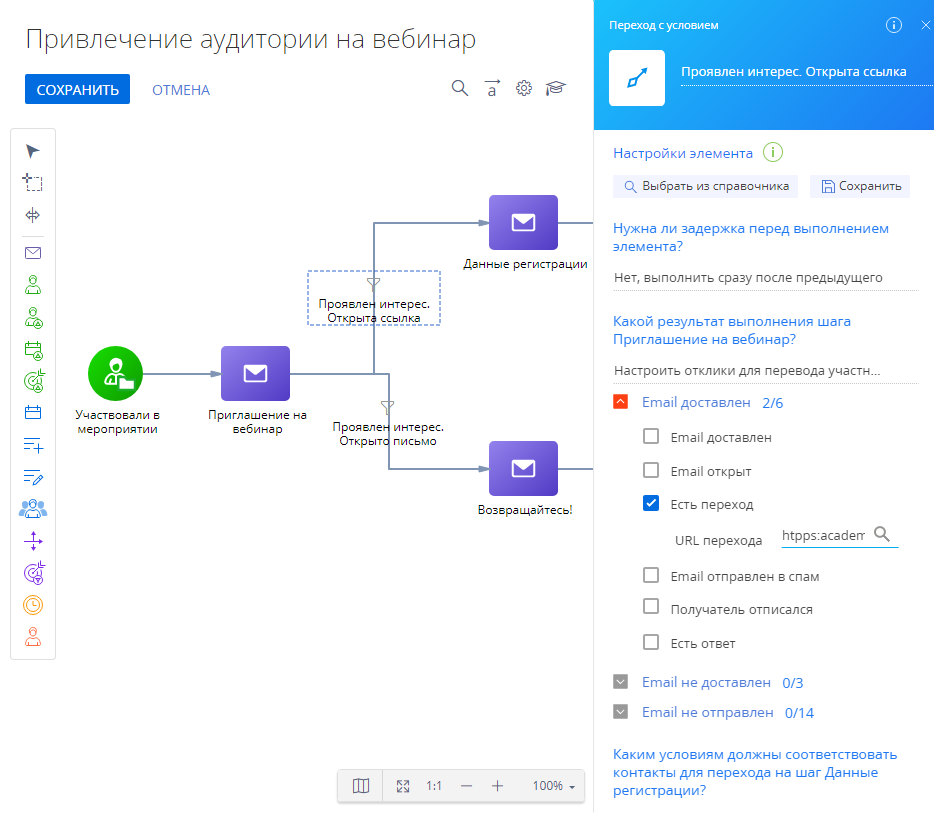 Привлечение аудитории на вебинар
СОХРАНИТЬ
ОТМЕНА
a
Участвовали в
мероприятии
Приглашение на
вебинар
Проявлен интерес.
Открыта ссылка
Проявлен интерес.
Открыто письмо
Данные регистрации
Возвращайтесь!
1:1
100%
Переход с условием
Проявлен интерес. Открыта ссылка
Настройки элемента
Выбрать из справочника
Сохранить
Нужна ли задержка перед выполнением
элемента?
Нет, выполнить сразу после предыдущего
Какой результат выполнения шага
Приглашение на вебинар?
Настроить отклики для перевода участн...
Email доставлен 2/6
Email доставлен
Email открыт
Есть переход
URL перехода htpps:academ
Email отправлен в спам
Получатель отписался
Есть ответ
Email не доставлен 0/3
Email не отправлен 0/14
Каким условиям должны соответствовать
контакты для перехода на шаг Данные
регистрации?